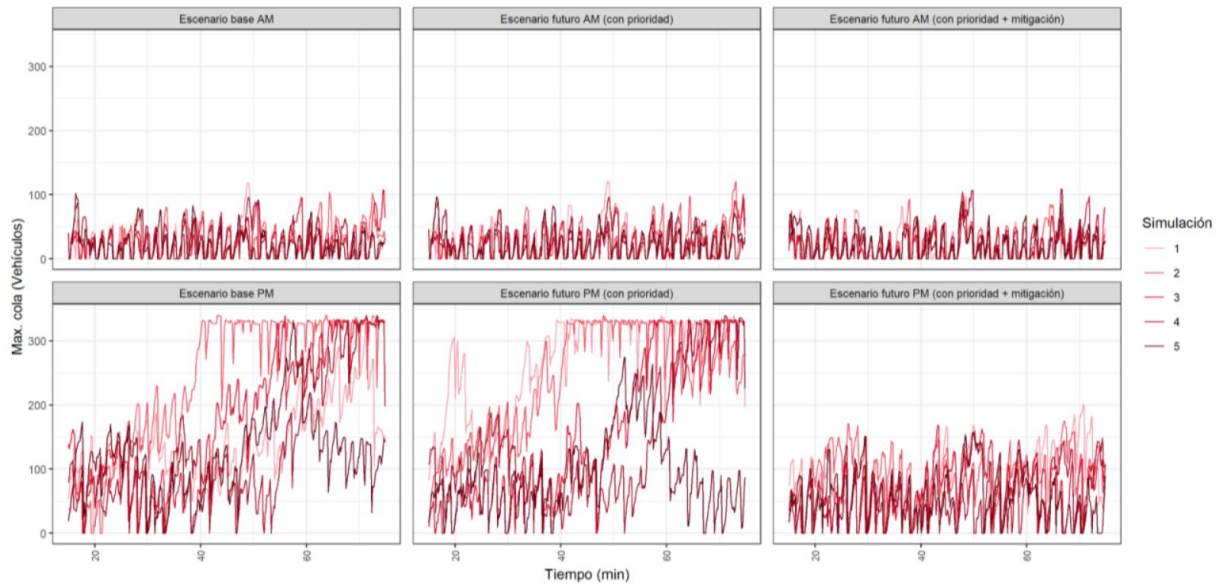 Escenario base AM
Escenario futuro AM (con prioridad)
Escenario futuro AM (con prioridad + mitigación)
300
200
100
0
Escenario base PM
Escenario futuro PM (con prioridad)
Escenario futuro PM (con prioridad + mitigación)
300
200
100
0
Max. cola (Vehículos)
20
40
60
20
40
60
20
40
60
Tiempo (min)
Simulación
1
2
3
4
5